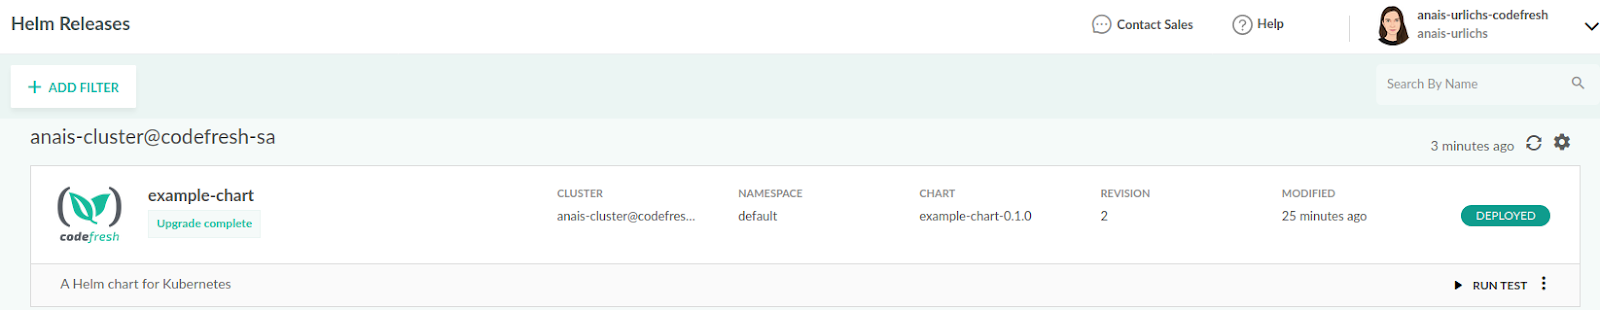 Helm Releases
Contact Sales
Help
anais-urlichs-codefresh
anais-urlichs
+ ADD FILTER
Search By Name
anais-cluster@codefresh-sa
3 minutes ago
codefresh
example-chart
Upgrade complete
CLUSTER
anais-cluster@codefres...
NAMESPACE
default
CHART
example-chart-0.1.0
REVISION
2
MODIFIED
25 minutes ago
DEPLOYED
A Helm chart for Kubernetes
RUN TEST